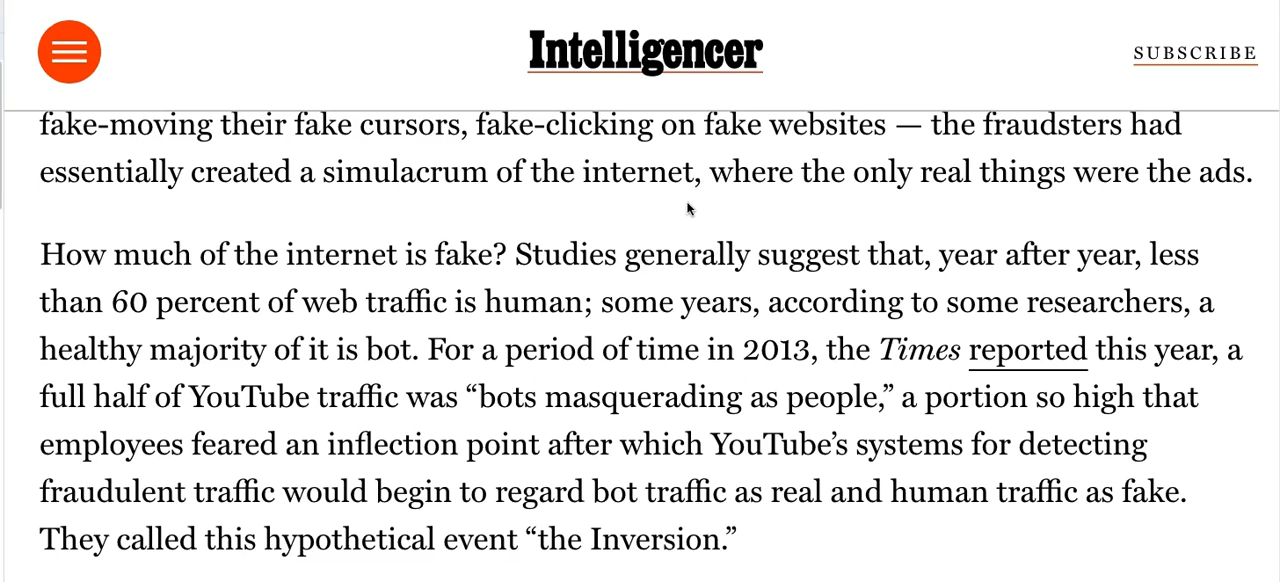 Intelligencer
SUBSCRIBE
fake-moving their fake cursors, fake-clicking on fake websites — the fraudsters had
essentially created a simulacrum of the internet, where the only real things were the ads.
How much of the internet is fake? Studies generally suggest that, year after year, less
than 60 percent of web traffic is human; some years, according to some researchers, a
healthy majority of it is bot. For a period of time in 2013, the Times reported this year, a
full half of YouTube traffic was “bots masquerading as people,” a portion so high that
employees feared an inflection point after which YouTube’s systems for detecting
fraudulent traffic would begin to regard bot traffic as real and human traffic as fake.
They called this hypothetical event “the Inversion.”